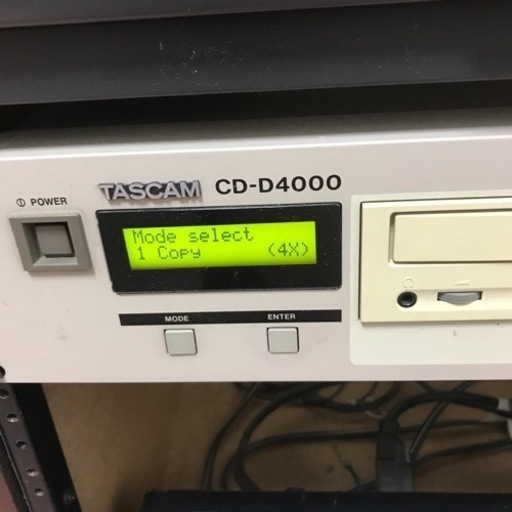 TASCAM CD-D4000
POWER
Mode select
1 Copy (4X)
MODE ENTER